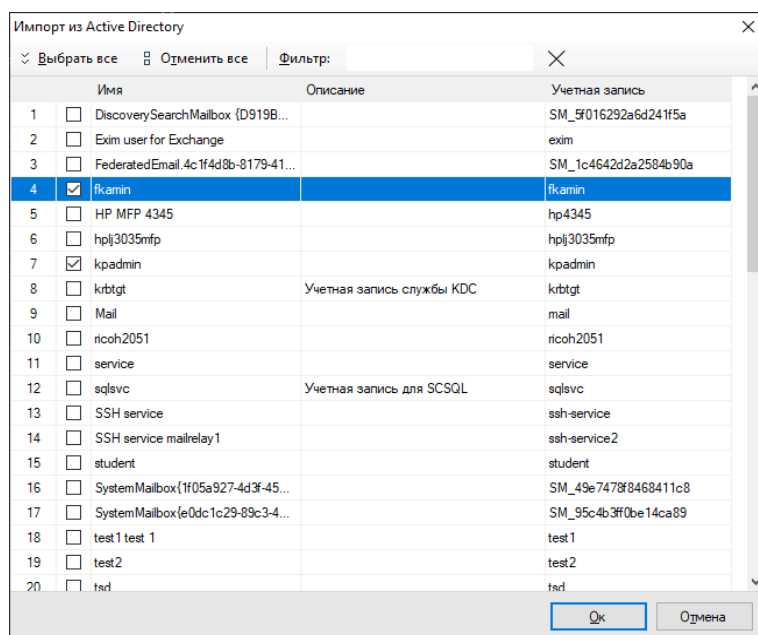 Импорт из Active Directory
Выбрать все Отменить все Фильтр:
Имя Описание Учетная запись
1 DiscoverySearchMailbox {D919B... SM_5f016292a6d241f5a
2 Exim user for Exchange exim
3 FederatedEmail.4c1f4d8b-8179-41... SM_1c4642d2a2584b90a
4 fkamin fkamin
5 HP MFP 4345 hp4345
6 hplj3035mfp hplj3035mfp
7 kpadmin kpadmin
8 krbtgt Учетная запись службы KDC krbtgt
9 Mail mail
10 ricoh2051 ricoh2051
11 service service
12 sqlsvc Учетная запись для SCSQL sqlsvc
13 SSH service ssh-service
14 SSH service mailrelay1 ssh-service2
15 student student
16 SystemMailbox{1f05a927-4d3f-45... SM_49e7478f8468411c8
17 SystemMailbox{e0dc1c29-89c3-4... SM_95c4b3ff0be14ca89
18 test1 test 1 test1
19 test2 test2
20 tsd tsd
Ок Отмена